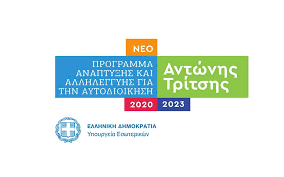 ΝΕΟ
ΠΡΟΓΡΑΜΜΑ
ΑΝΑΠΤΥΞΗΣ ΚΑΙ
ΑΛΛΗΛΕΓΓΥΗΣ ΓΙΑ
ΤΗΝ ΑΥΤΟΔΙΟΙΚΗΣΗ
Αντώνης
Τρίτσης
2020 2023
ΕΛΛΗΝΙΚΗ ΔΗΜΟΚΡΑΤΙΑ
Υπουργείο Εσωτερικών